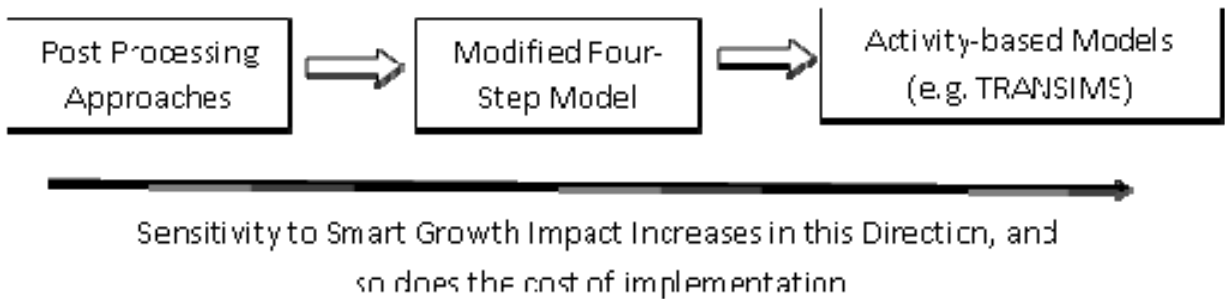 Post Processing
Approaches
Modified Four-
Step Model
Activity-based Models
(e.g. TRANSIMS)
Sensitivity to Smart Growth Impact Increases in this Direction, and
so does the cost of implementation